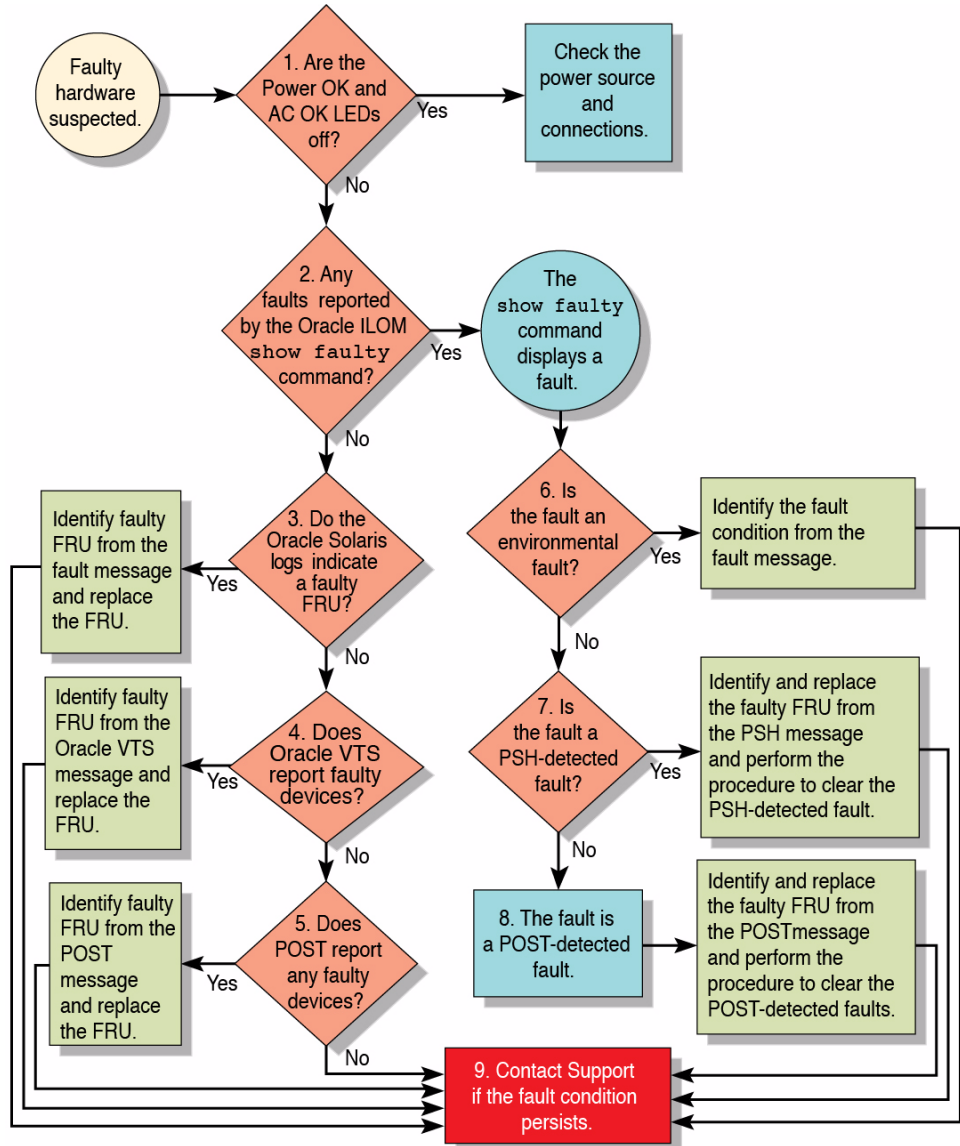 Faulty
hardware
suspected.
1. Are the
Power OK and
AC OK LEDs
off?
Yes
Check the
power source
and
connections.
No
2. Any
faults reported
by the Oracle ILOM
show faulty
command?
Yes
The
show faulty
command
displays a
fault.
No
3. Do the
Oracle Solaris
logs indicate
a faulty
FRU?
Yes
Identify faulty
FRU from the
fault message
and replace
the FRU.
6. Is
the fault an
environmental
fault?
Yes
Identify the fault
condition from the
fault message.
No
No
4. Does
Oracle VTS
report faulty
devices?
Yes
Identify faulty
FRU from the
Oracle VTS
message and
replace the
FRU.
7. Is
the fault a
PSH-detected
fault?
Yes
Identify and replace
the faulty FRU from
the PSH message
and perform the
procedure to clear the
PSH-detected fault.
No
No
5. Does
POST report
any faulty
devices?
Yes
Identify faulty
FRU from the
POST
message
and replace
the FRU.
8. The fault is
a POST-detected
fault.
Identify and replace
the faulty FRU from
the POSTmessage
and perform the
procedure to clear the
POST-detected faults.
No
9. Contact Support
if the fault condition
persists.